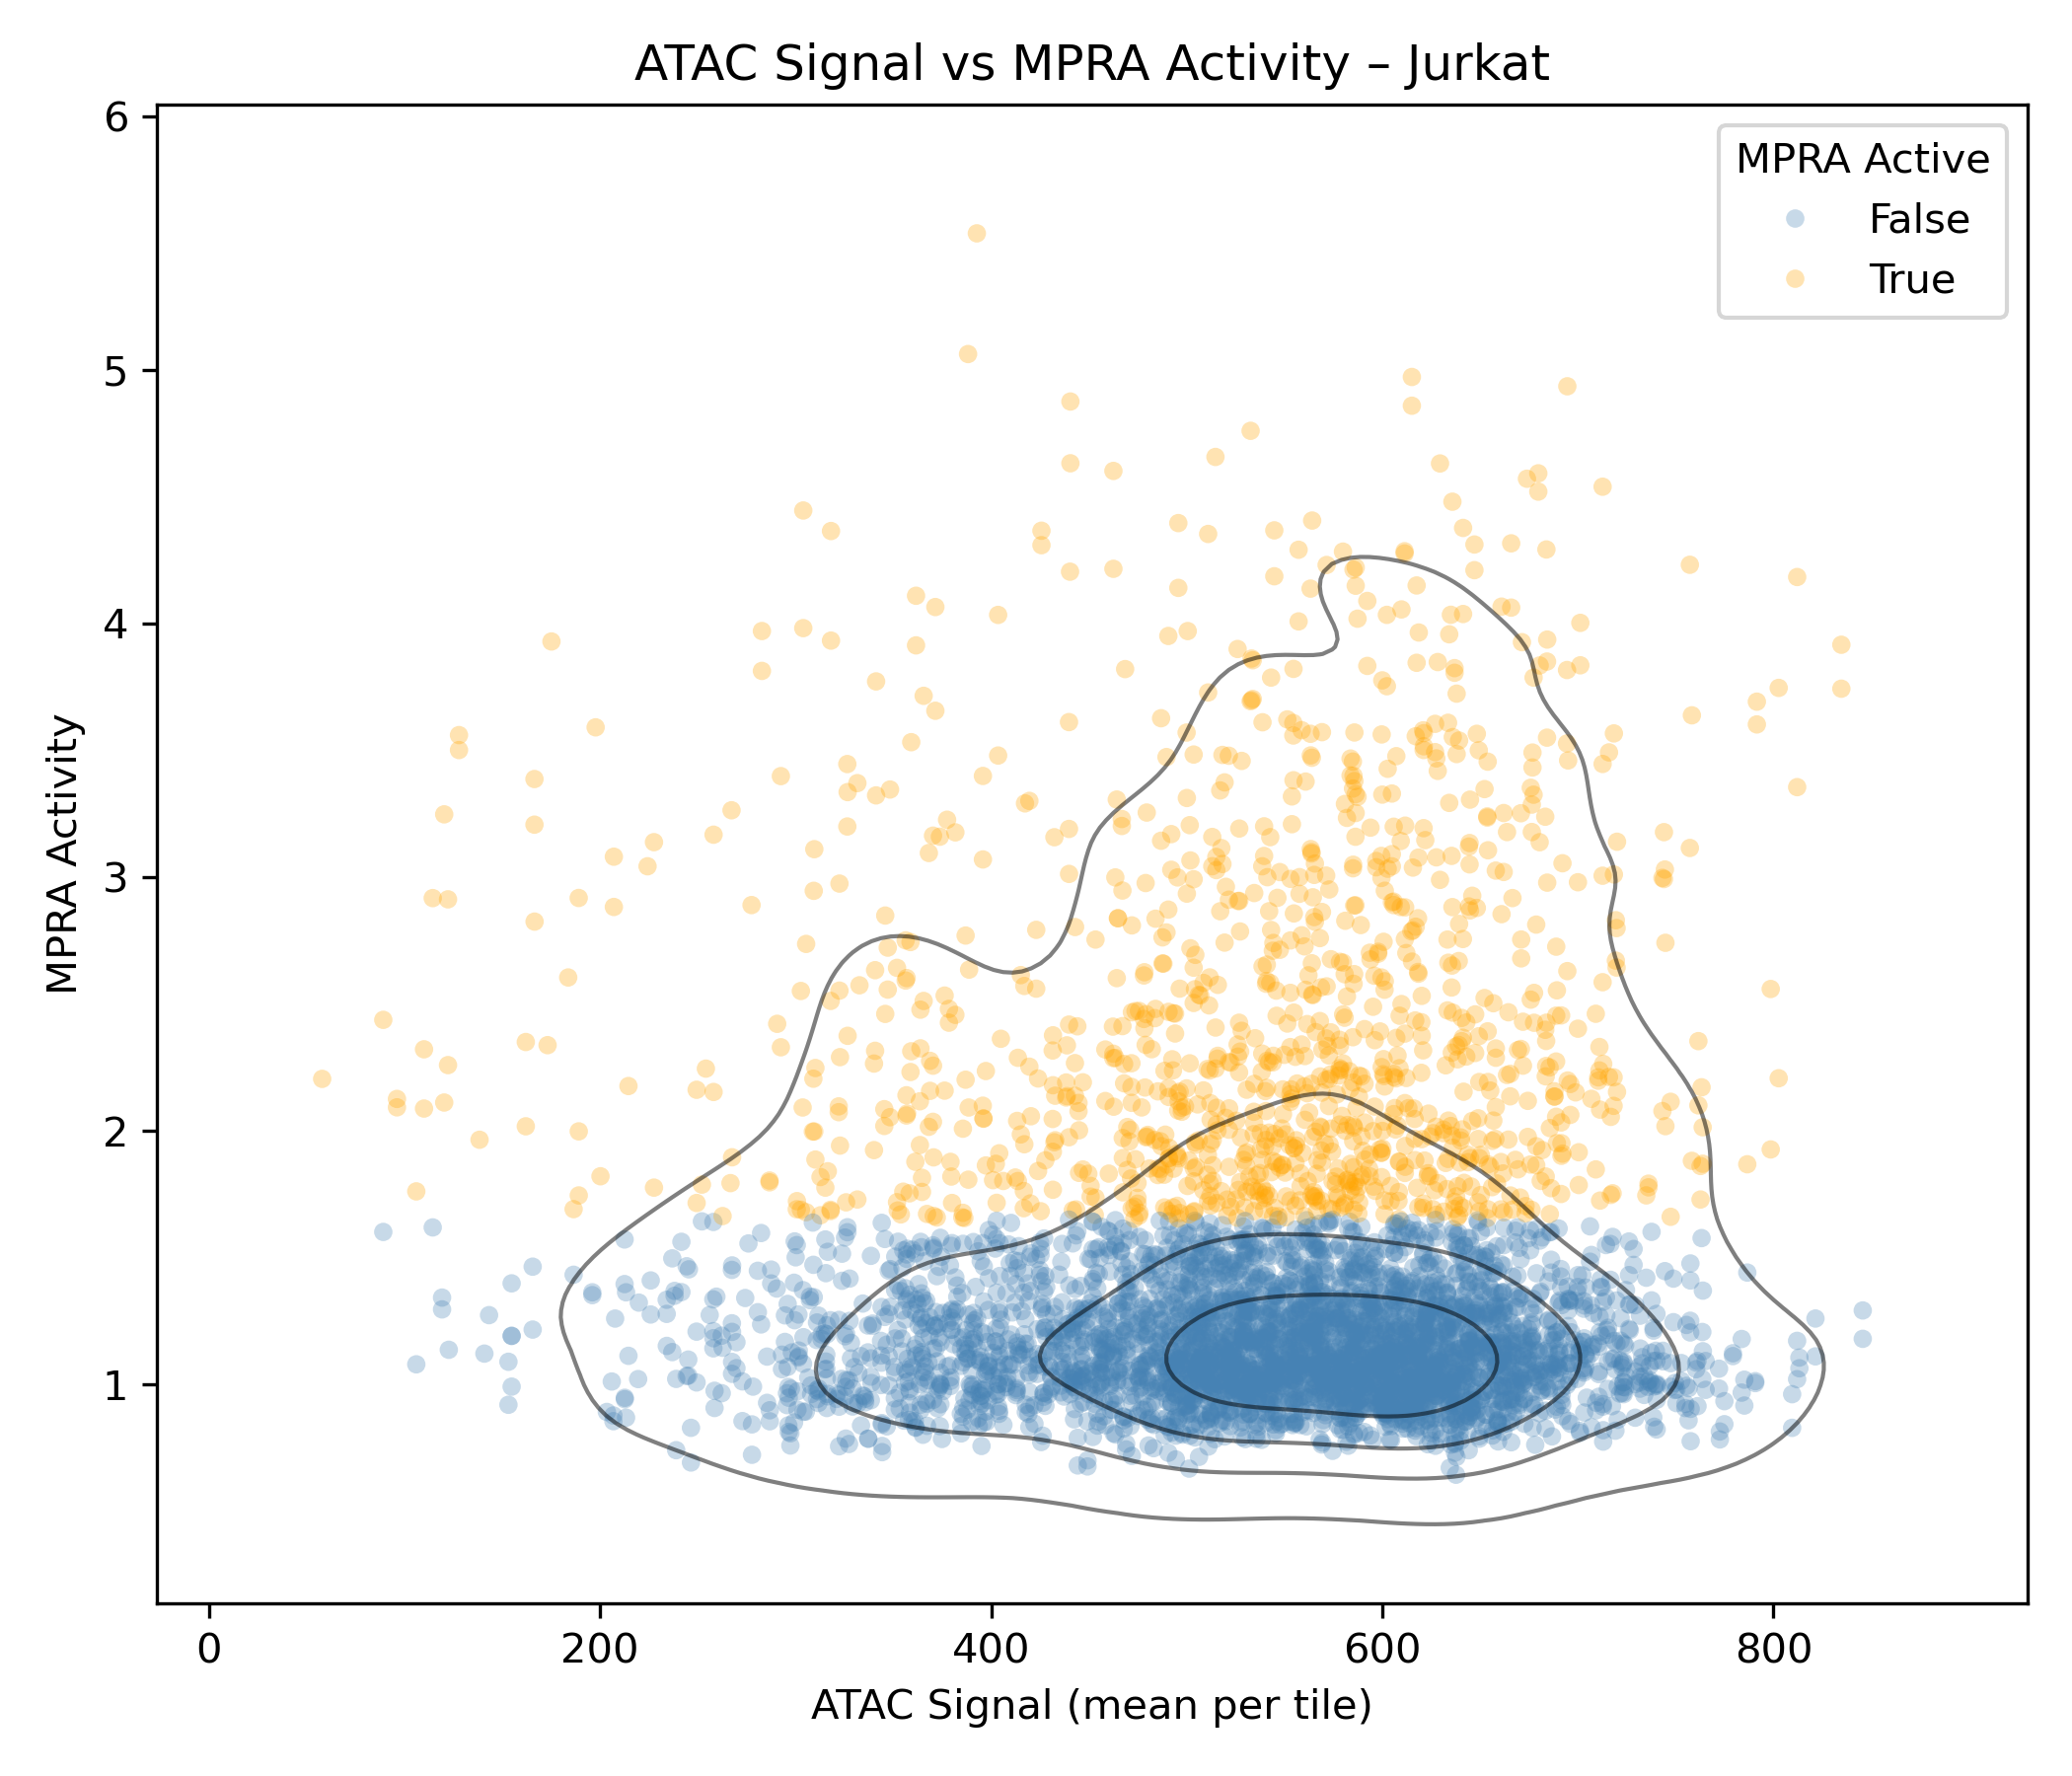 ATAC Signal vs MPRA Activity – Jurkat
MPRA Active
False
True
MPRA Activity
6
5
4
3
2
1
0
200
400
600
800
ATAC Signal (mean per tile)